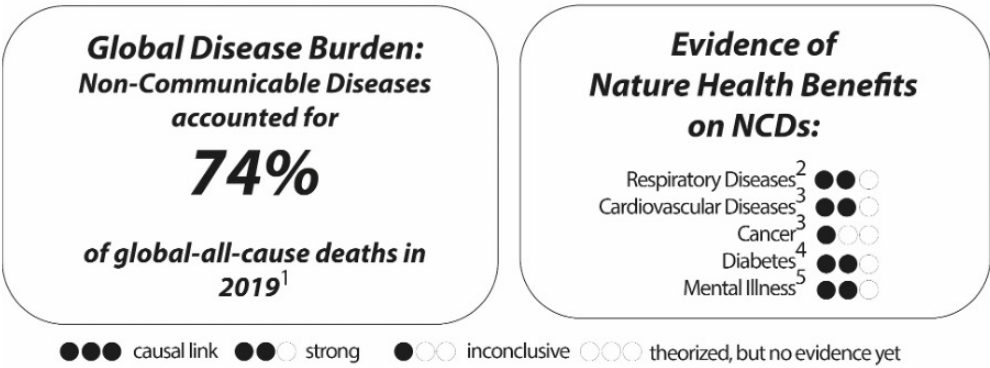 Global Disease Burden:
Non-Communicable Diseases
accounted for
74%
of global-all-cause deaths in
2019¹
Evidence of
Nature Health Benefits
on NCDs:
Respiratory Diseases²
Cardiovascular Diseases³
Cancer³
Diabetes⁴
Mental Illness⁵
causal link strong inconclusive theorized, but no evidence yet